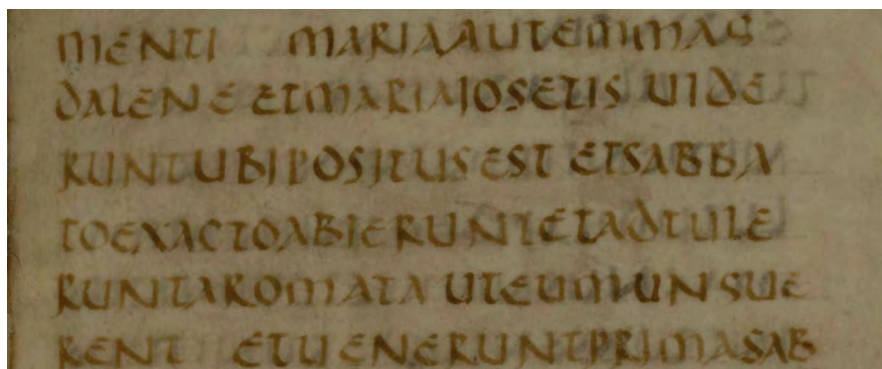 MENTI MARIAAUTEMMAG
DALENE ETMARIAIOSETIS UIDE
RUNTUBIPOSITUSEST ETSABBA
TOEXACTOABIERUNTETADTULE
RUNTAROMATA UTEUMUNGUE
RENT ETUENERUNTPRIMASAB